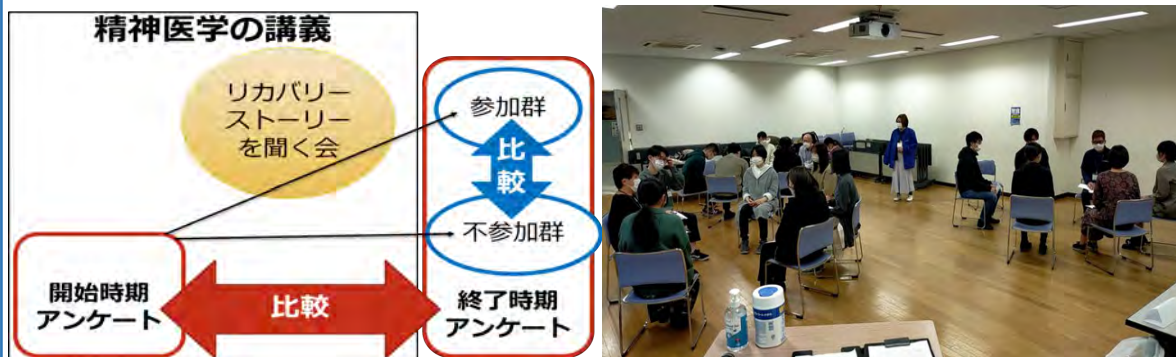 精神医学の講義
リカバリー
ストーリー
を聞く会
参加群
比
較
不参加群
開始時期
アンケート
比較
終了時期
アンケート